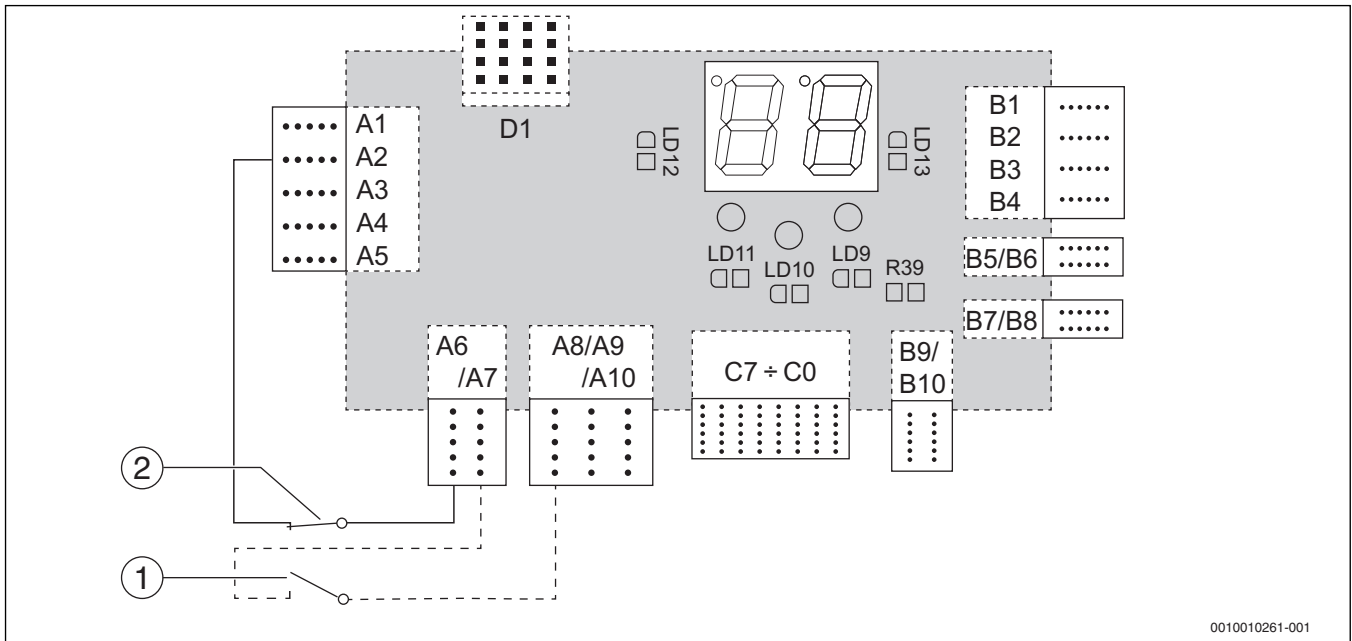 D1
A1
A2
A3
A4
A5
LD12
LD13
B1
B2
B3
B4
LD11
LD10
LD9
R39
B5/B6
B7/B8
A6
/A7
A8/A9
/A10
C7 ÷ C0
B9/
B10
2
1
0010010261-001